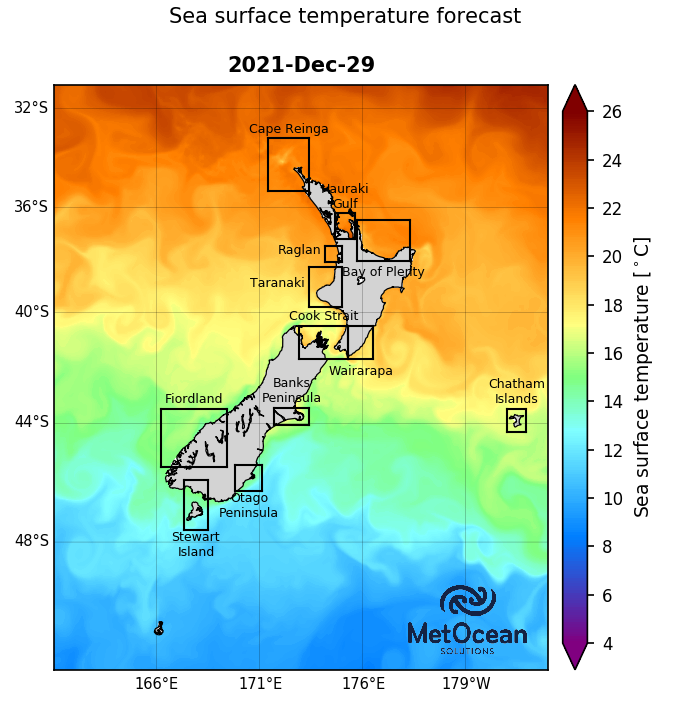 Sea surface temperature forecast
2021-Dec-29
32°S
36°S
40°S
44°S
48°S
166°E
171°E
176°E
179°W
Cape Reinga
Hauraki
Gulf
Raglan
Bay of Plenty
Taranaki
Cook Strait
Wairarapa
Banks
Peninsula
Fiordland
Chatham
Islands
Otago
Peninsula
Stewart
Island
MetOcean
SOLUTIONS
26
24
22
20
18
16
14
12
10
8
6
4
Sea surface temperature [°C]